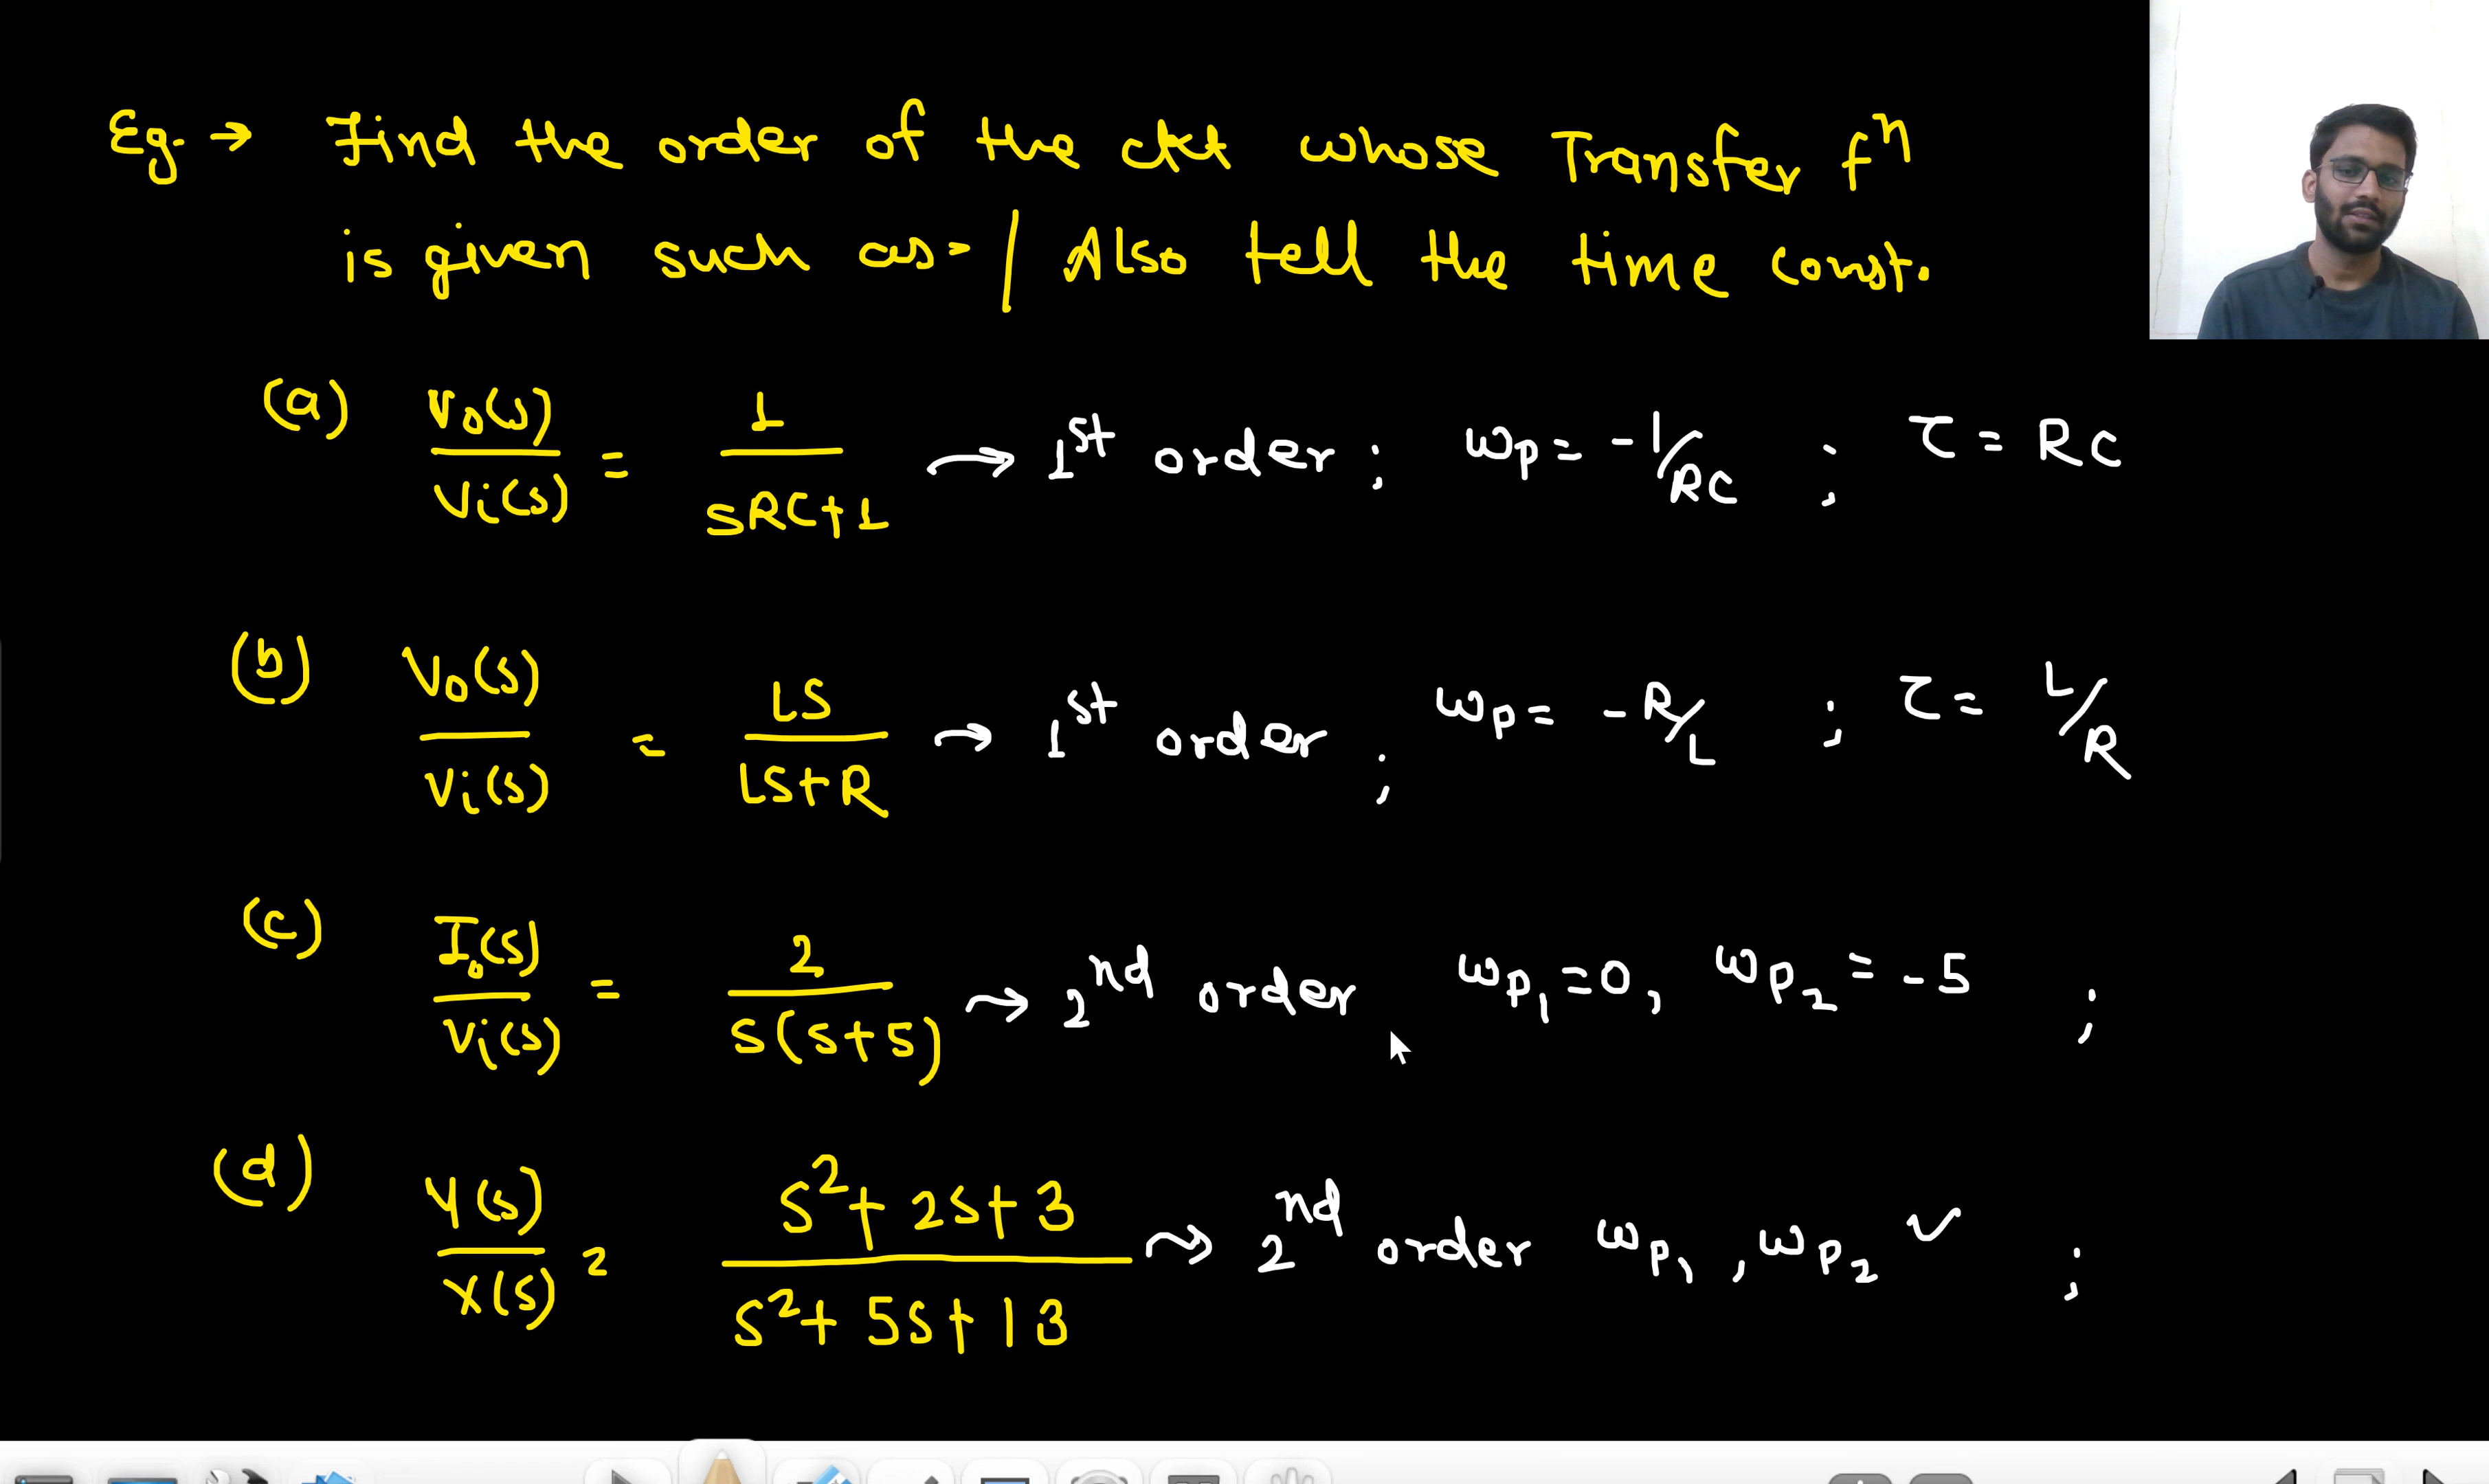 Eg. → Find the order of the ckt whose Transfer fⁿ
is given such as => | Also tell the time const.
(a) V₀(s)/Vi(s) = 1/(sRC+1) → 1st order ; ωp = -1/RC ; τ = RC
(b) V₀(s)/Vi(s) = LS/(LS+R) → 1st order ; ωp = -R/L ; τ = L/R
(c) I₀(s)/Vi(s) = 2/(s(s+5)) → 2nd order ωp₁=0, ωp₂ = -5 ;
(d) Y(s)/X(s) = (s²+2s+3)/(s²+5s+13) → 2nd order ωp₁, ωp₂ ✓ ;